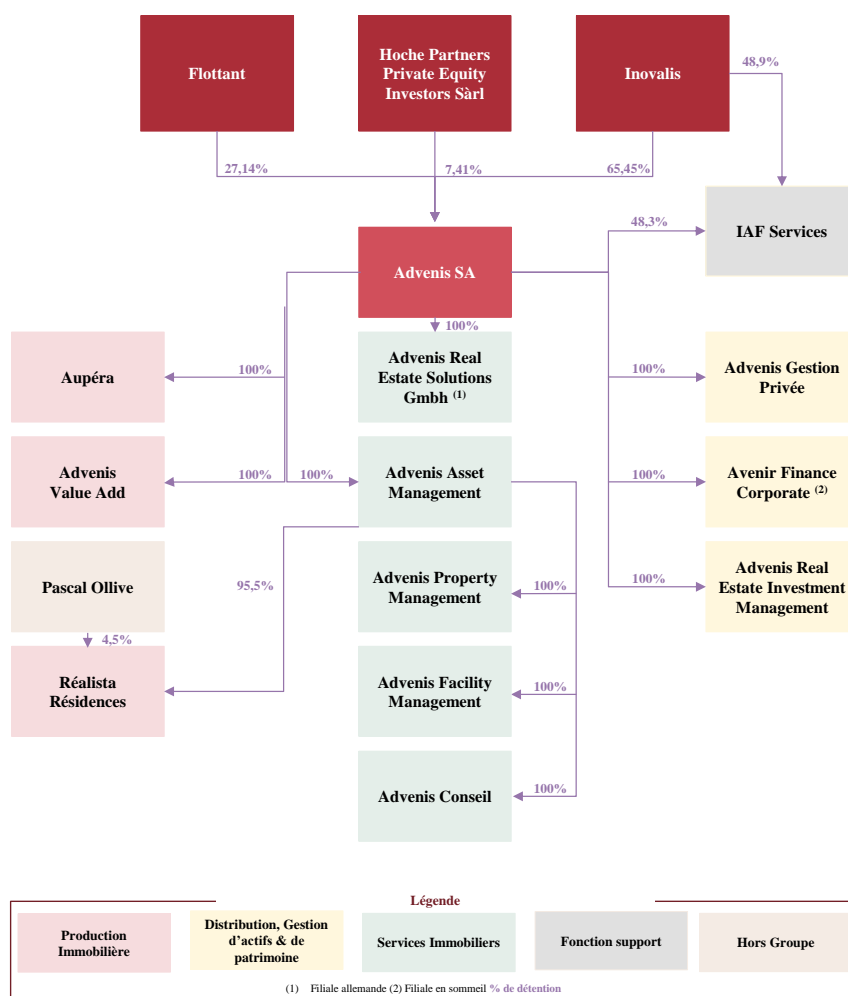 Flottant
Hoche Partners
Private Equity
Investors Sàrl
Inovalis
48,9%
27,14%
7,41%
65,45%
48,3%
IAF Services
Advenis SA
100%
Aupéra
100%
Advenis Real
Estate Solutions
Gmbh (1)
100%
Advenis Gestion
Privée
Advenis
Value Add
100%
100%
Advenis Asset
Management
100%
Avenir Finance
Corporate (2)
Pascal Ollive
95,5%
Advenis Property
Management
100%
100%
Advenis Real
Estate Investment
Management
4,5%
Réalista
Résidences
Advenis Facility
Management
100%
Advenis Conseil
100%
Légende
Production
Immobilière
Distribution, Gestion
d'actifs & de
patrimoine
Services Immobiliers
Fonction support
Hors Groupe
(1) Filiale allemande (2) Filiale en sommeil % de détention